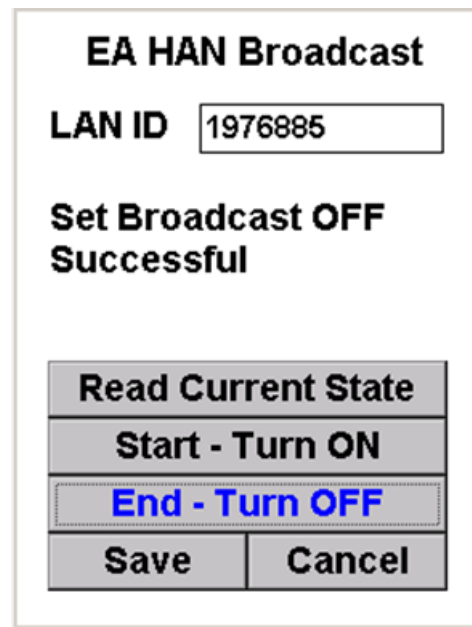 EA HAN Broadcast
LAN ID 1976885
Set Broadcast OFF
Successful
Read Current State
Start - Turn ON
End - Turn OFF
Save Cancel